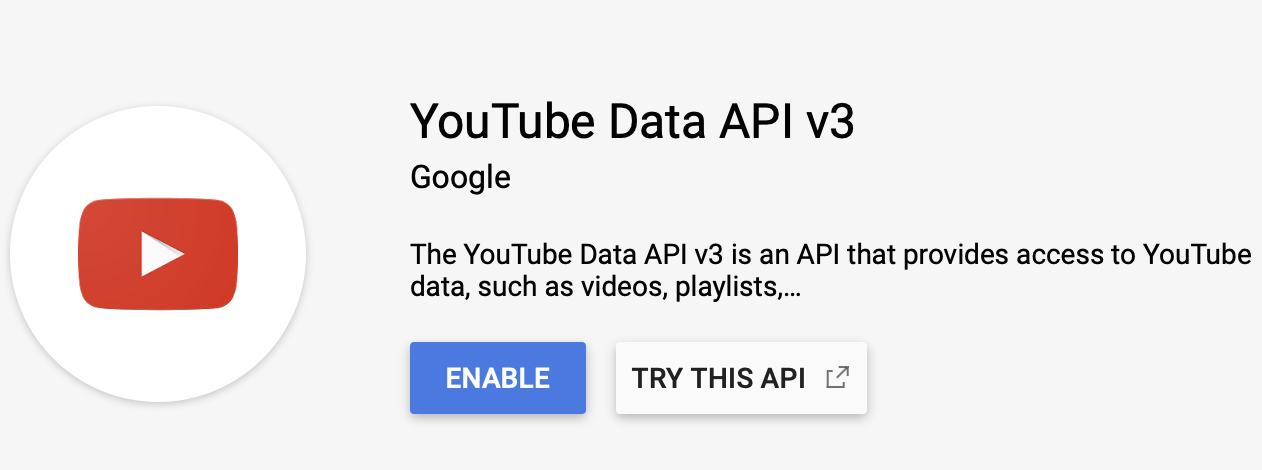 YouTube Data API v3
Google
The YouTube Data API v3 is an API that provides access to YouTube
data, such as videos, playlists,...
ENABLE
TRY THIS API